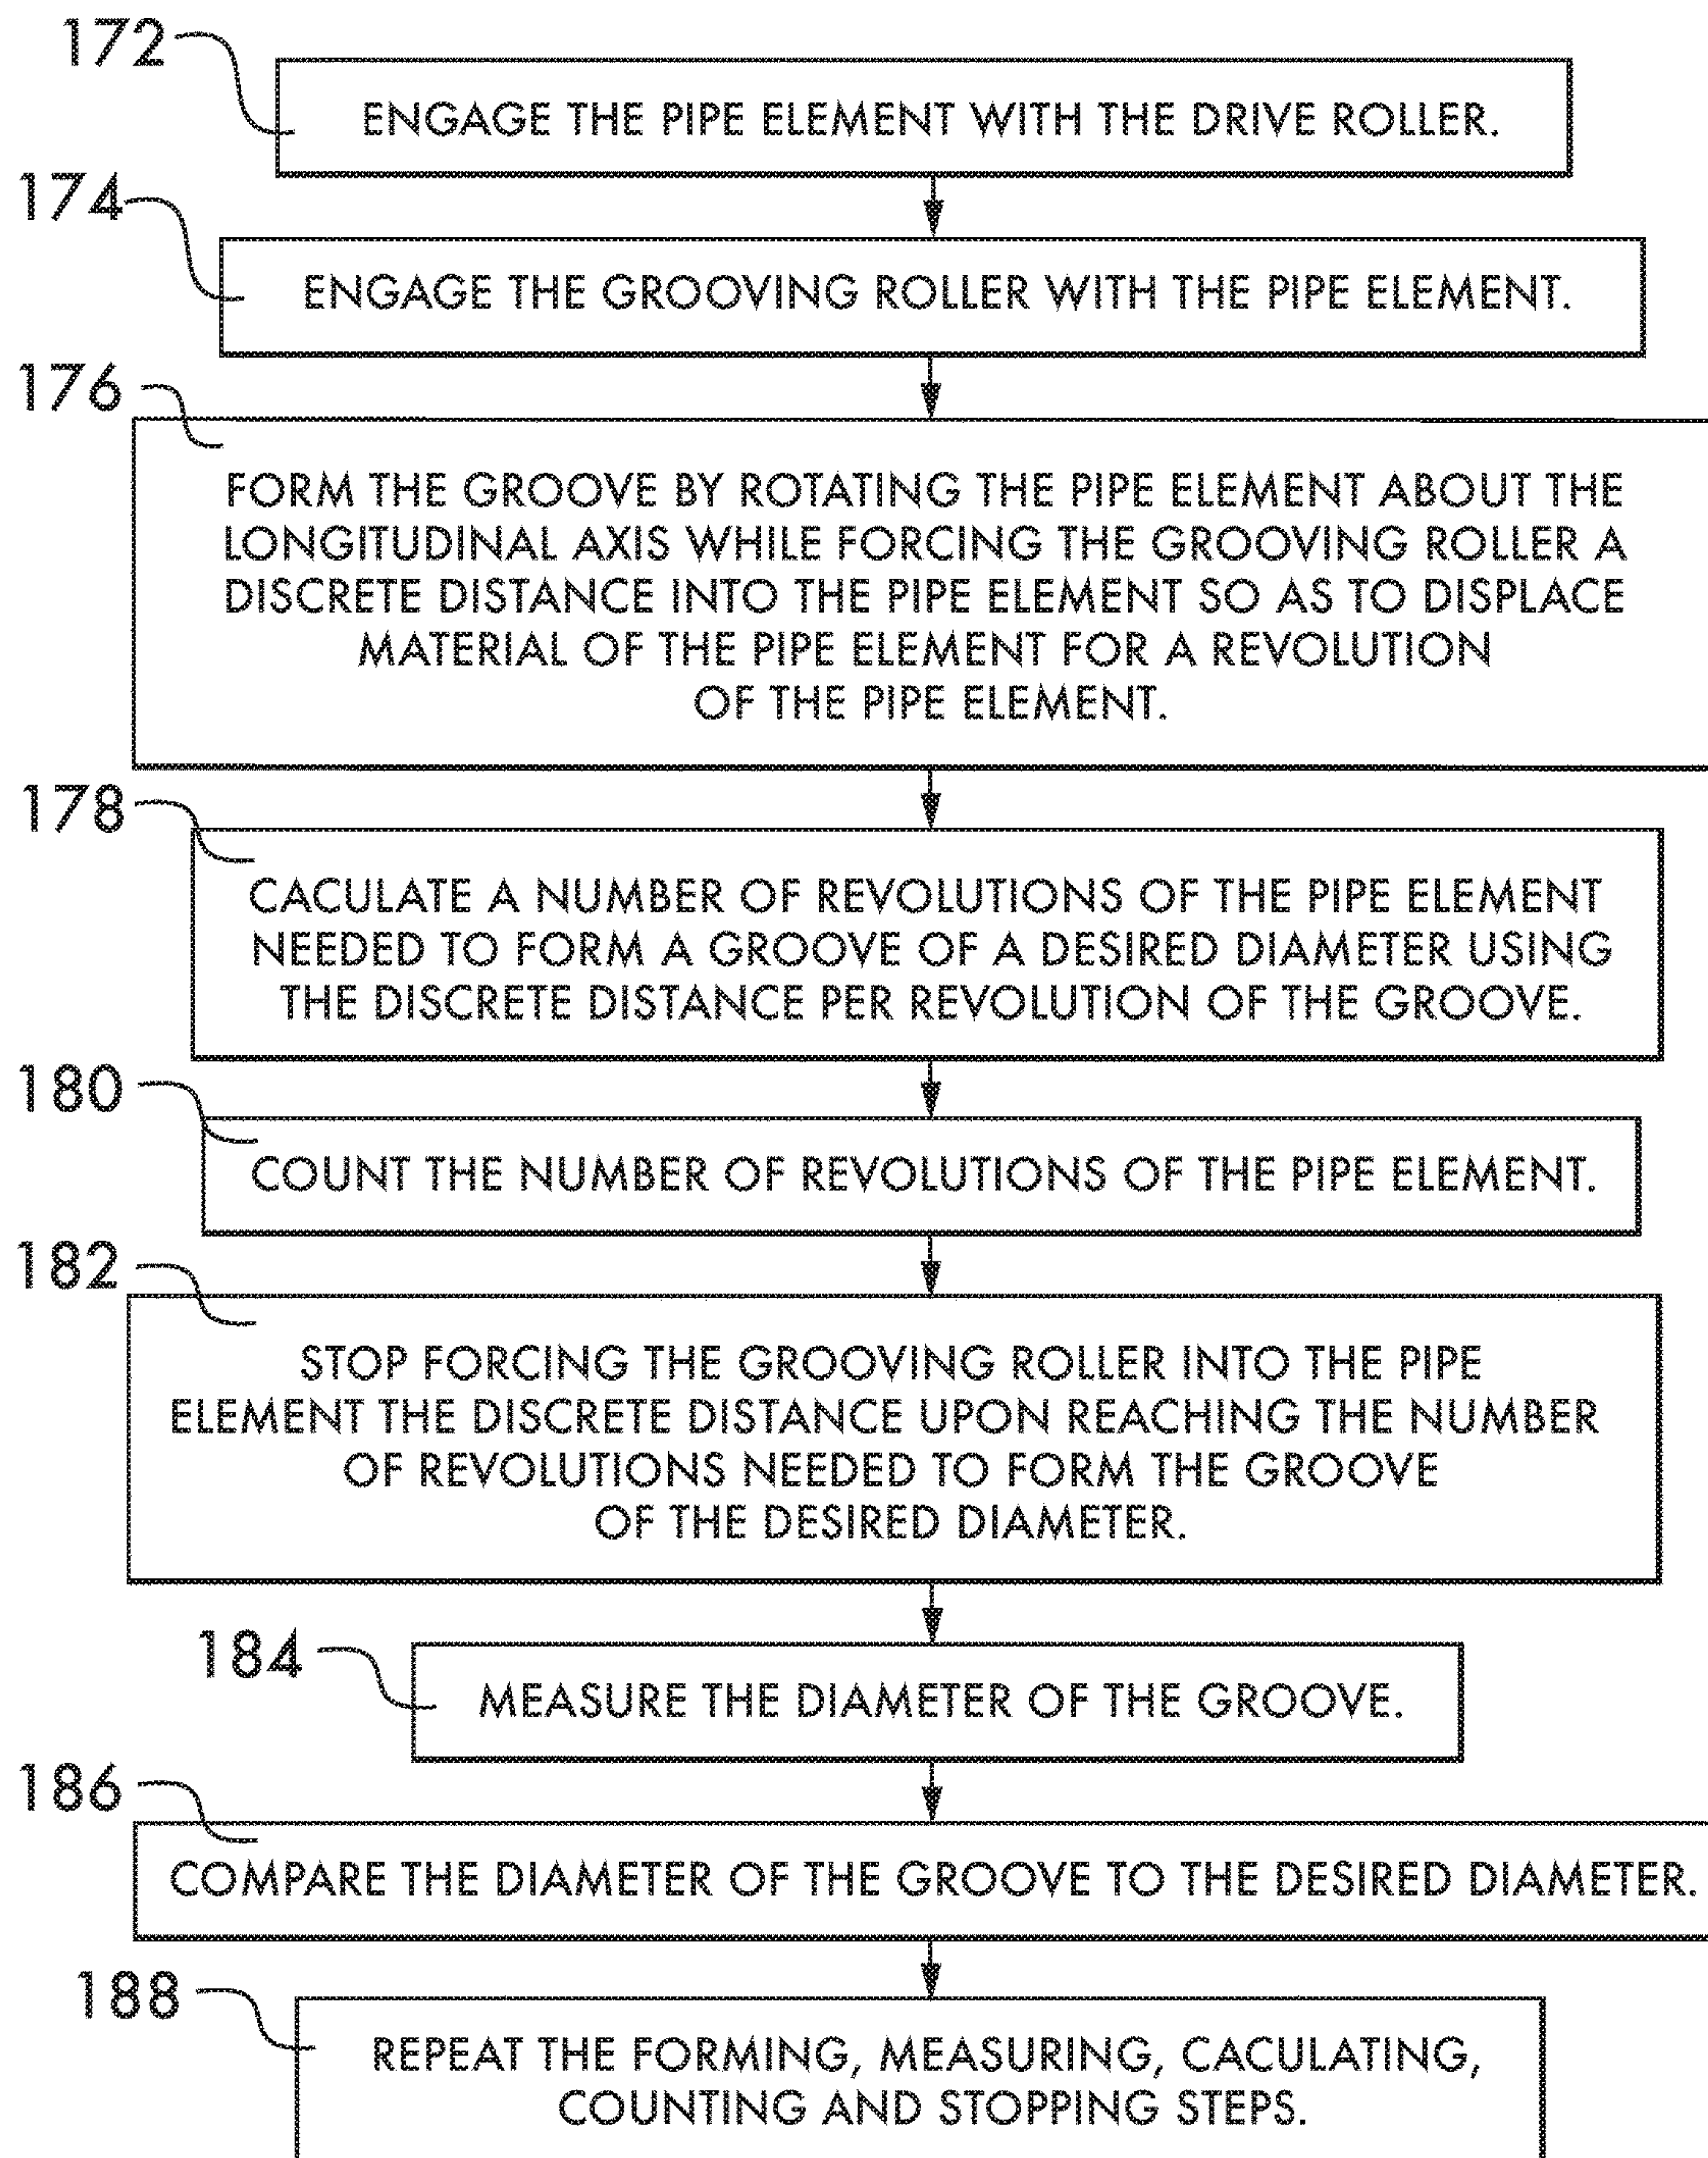 172
ENGAGE THE PIPE ELEMENT WITH THE DRIVE ROLLER.
174
ENGAGE THE GROOVING ROLLER WITH THE PIPE ELEMENT.
176
FORM THE GROOVE BY ROTATING THE PIPE ELEMENT ABOUT THE
LONGITUDINAL AXIS WHILE FORCING THE GROOVING ROLLER A
DISCRETE DISTANCE INTO THE PIPE ELEMENT SO AS TO DISPLACE
MATERIAL OF THE PIPE ELEMENT FOR A REVOLUTION
OF THE PIPE ELEMENT.
178
CACULATE A NUMBER OF REVOLUTIONS OF THE PIPE ELEMENT
NEEDED TO FORM A GROOVE OF A DESIRED DIAMETER USING
THE DISCRETE DISTANCE PER REVOLUTION OF THE GROOVE.
180
COUNT THE NUMBER OF REVOLUTIONS OF THE PIPE ELEMENT.
182
STOP FORCING THE GROOVING ROLLER INTO THE PIPE
ELEMENT THE DISCRETE DISTANCE UPON REACHING THE NUMBER
OF REVOLUTIONS NEEDED TO FORM THE GROOVE
OF THE DESIRED DIAMETER.
184
MEASURE THE DIAMETER OF THE GROOVE.
186
COMPARE THE DIAMETER OF THE GROOVE TO THE DESIRED DIAMETER.
188
REPEAT THE FORMING, MEASURING, CACULATING,
COUNTING AND STOPPING STEPS.